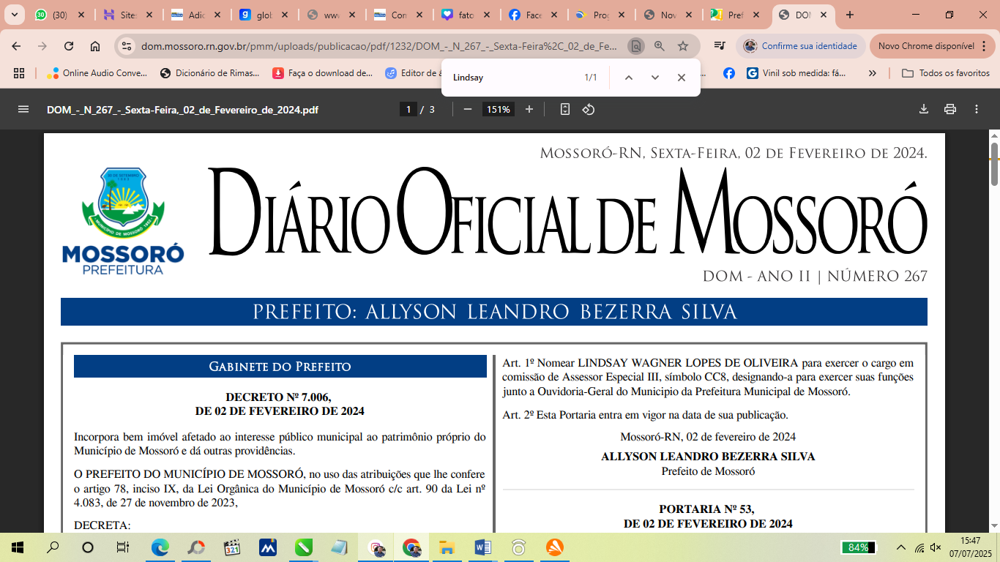 (30)
Sites
Adic
glob
www
Con
fato
Face
Proc
Nov
Pref
DOM
dom.mossoro.rn.gov.br/pmm/uploads/publicacao/pdf/1232/DOM_-_N_267_-_Sexta-Feira%2C_02_de_Fe...
Confirme sua identidade
Novo Chrome disponível
Online Audio Conve...
Dicionário de Rimas...
Faça o download de...
Editor de á
Vinil sob medida: fá...
Todos os favoritos
Lindsay
1/1
DOM_-_N_267_-_Sexta-Feira,_02_de_Fevereiro_de_2024.pdf
1 / 3
151%
Mossoró-RN, Sexta-Feira, 02 de Fevereiro de 2024.
30 DE SETEMBRO
MUNICÍPIO DE MOSSORÓ 1852
MOSSORÓ
PREFEITURA
Diário Oficial de Mossoró
DOM - ANO II | NÚMERO 267
PREFEITO: ALLYSON LEANDRO BEZERRA SILVA
Gabinete do Prefeito
DECRETO Nº 7.006,
DE 02 DE FEVEREIRO DE 2024
Incorpora bem imóvel afetado ao interesse público municipal ao patrimônio próprio do
Município de Mossoró e dá outras providências.
O PREFEITO DO MUNICÍPIO DE MOSSORÓ, no uso das atribuições que lhe confere
o artigo 78, inciso IX, da Lei Orgânica do Município de Mossoró c/c art. 90 da Lei nº
4.083, de 27 de novembro de 2023,
DECRETA:
Art. 1º Nomear LINDSAY WAGNER LOPES DE OLIVEIRA para exercer o cargo em
comissão de Assessor Especial III, símbolo CC8, designando-a para exercer suas funções
junto a Ouvidoria-Geral do Municipio da Prefeitura Municipal de Mossoró.
Art. 2º Esta Portaria entra em vigor na data de sua publicação.
Mossoró-RN, 02 de fevereiro de 2024
ALLYSON LEANDRO BEZERRA SILVA
Prefeito de Mossoró
PORTARIA Nº 53,
DE 02 DE FEVEREIRO DE 2024
84%
15:47
07/07/2025